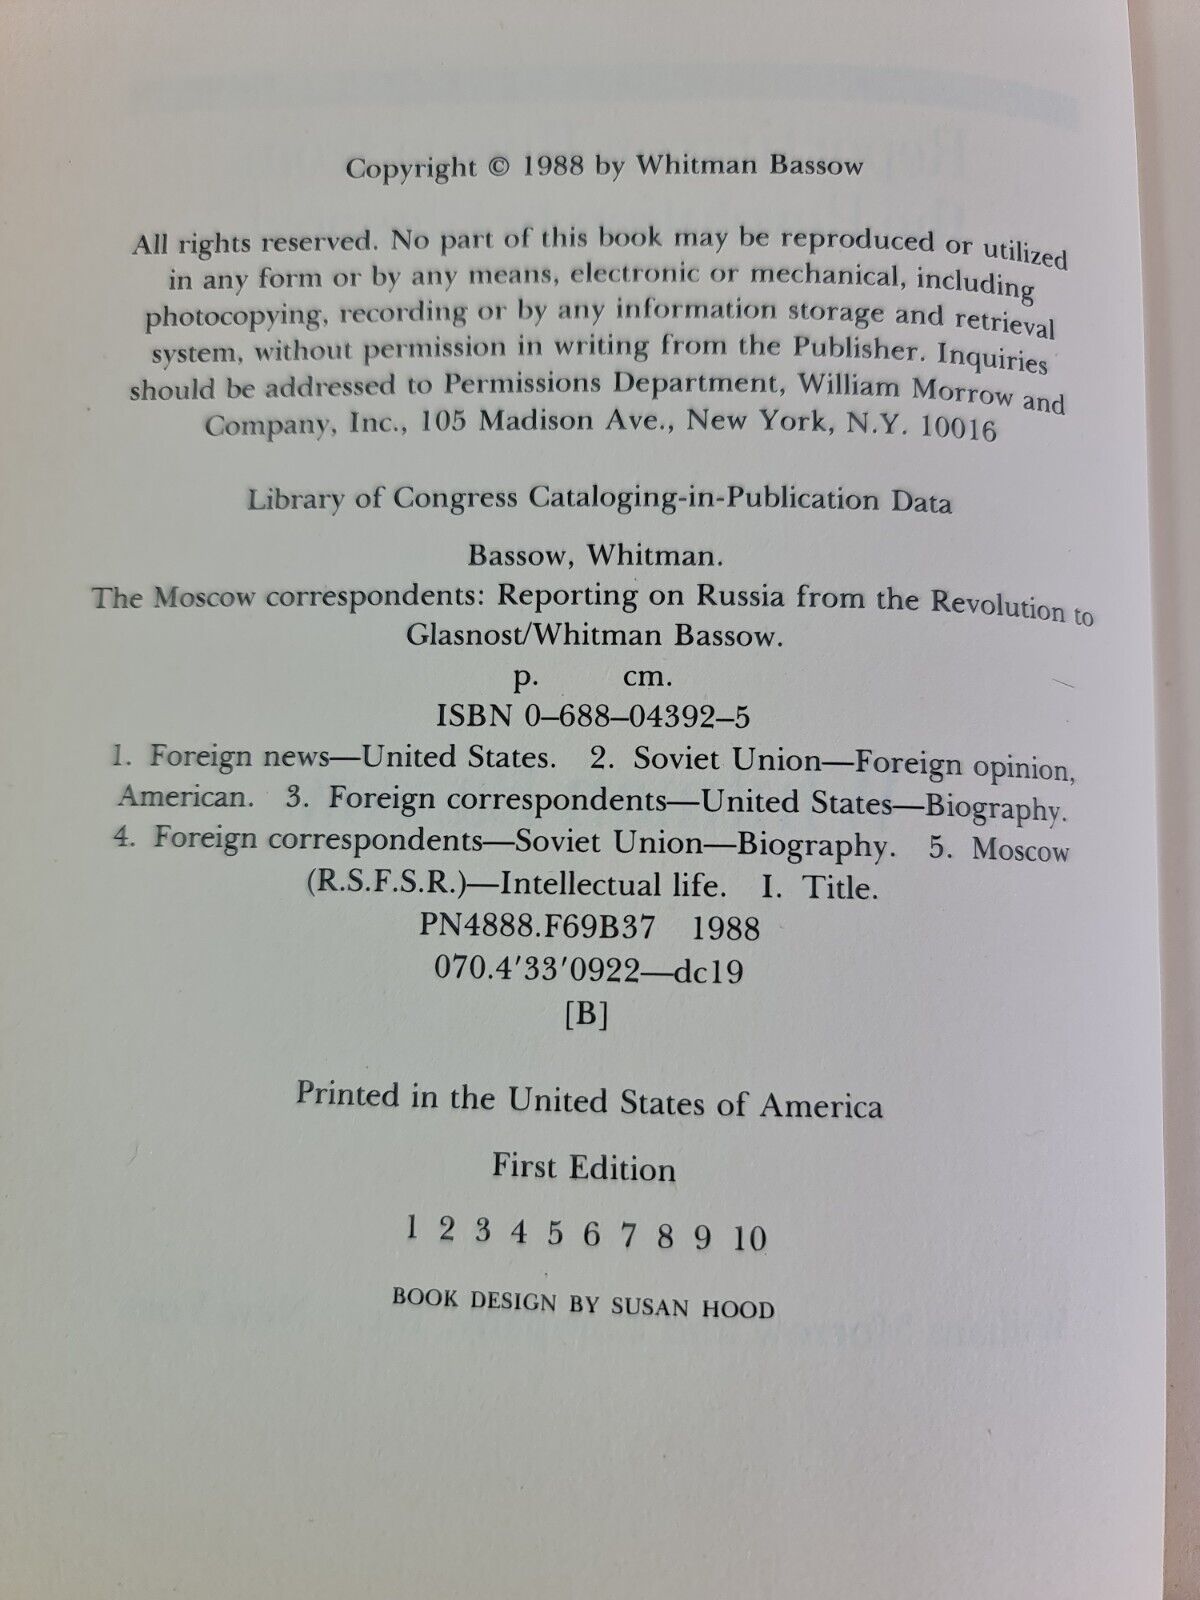 Copyright © 1988 by Whitman Bassow
All rights reserved. No part of this book may be reproduced or utilized
in any form or by any means, electronic or mechanical, including
photocopying, recording or by any information storage and retrieval
system, without permission in writing from the Publisher. Inquiries
should be addressed to Permissions Department, William Morrow and
Company, Inc., 105 Madison Ave., New York, N.Y. 10016
Library of Congress Cataloging-in-Publication Data
Bassow, Whitman.
The Moscow correspondents: Reporting on Russia from the Revolution to
Glasnost/Whitman Bassow.
p. cm.
ISBN 0–688–04392–5
1. Foreign news—United States. 2. Soviet Union—Foreign opinion,
American. 3. Foreign correspondents—United States—Biography.
4. Foreign correspondents—Soviet Union—Biography. 5. Moscow
(R.S.F.S.R.)—Intellectual life. I. Title.
PN4888.F69B37 1988
070.4′33′0922—dc19
[B]
Printed in the United States of America
First Edition
1 2 3 4 5 6 7 8 9 10
BOOK DESIGN BY SUSAN HOOD